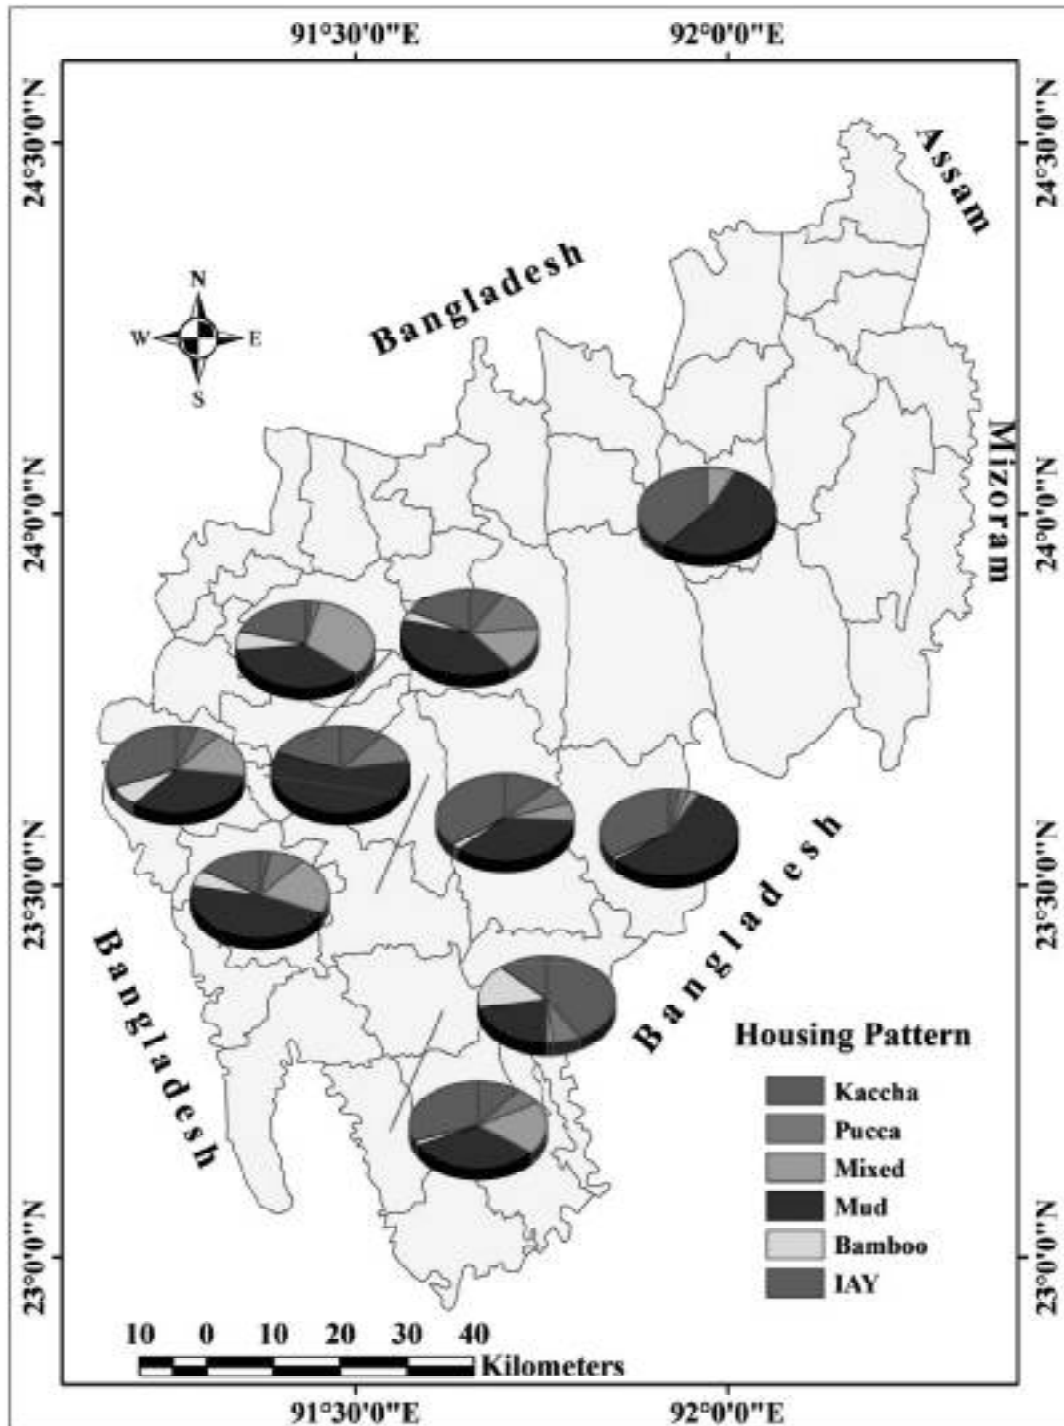 91°30'0"E 92°0'0"E
24°30'0"N
24°30'0"N
Assam
Bangladesh
N
W E
S
Mizoram
24°0'0"N
24°0'0"N
23°30'0"N
23°30'0"N
Bangladesh
Bangladesh
Housing Pattern
Kaccha
Pucca
Mixed
Mud
Bamboo
IAY
23°0'0"N
23°0'0"N
10 0 10 20 30 40
Kilometers
91°30'0"E 92°0'0"E